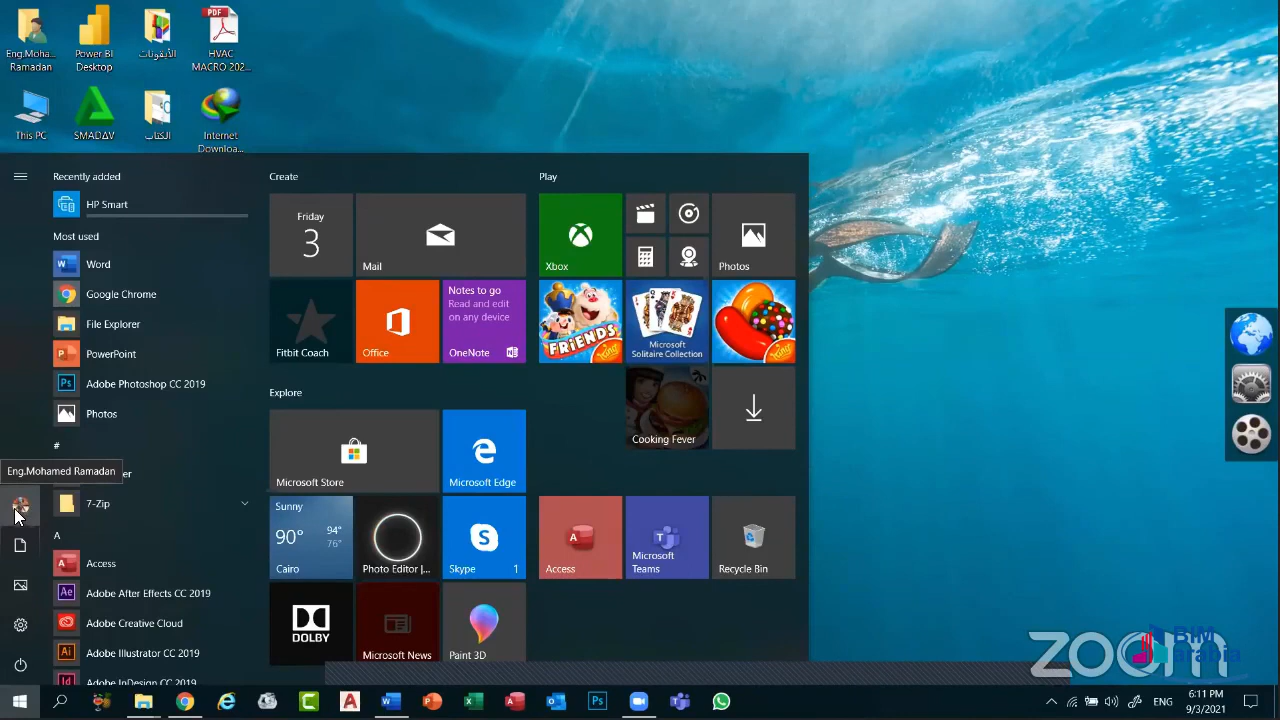 Eng.Moha...
Ramadan
Power BI
Desktop
الأيقونات
PDF
HVAC
MACRO 202...
This PC
SMADAV
الكتاب
Internet
Downloa...
Recently added
HP Smart
Most used
Word
Google Chrome
File Explorer
PowerPoint
Adobe Photoshop CC 2019
Photos
#
Eng.Mohamed Ramadan
7-Zip
A
Access
Adobe After Effects CC 2019
Adobe Creative Cloud
Adobe Illustrator CC 2019
Adobe InDesign CC 2019
Create
Friday
3
Mail
Fitbit Coach
Office
Notes to go
Read and edit
on any device
OneNote
Explore
Microsoft Store
Microsoft Edge
Sunny
90°
94°
76°
Cairo
Photo Editor |...
Skype
1
DOLBY
Microsoft News
Paint 3D
Play
Xbox
Photos
FRIENDS
King
Microsoft
Solitaire Collection
King
Cooking Fever
Access
Microsoft
Teams
Recycle Bin
zoom
BIM
arabia
ENG
6:11 PM
9/3/2021